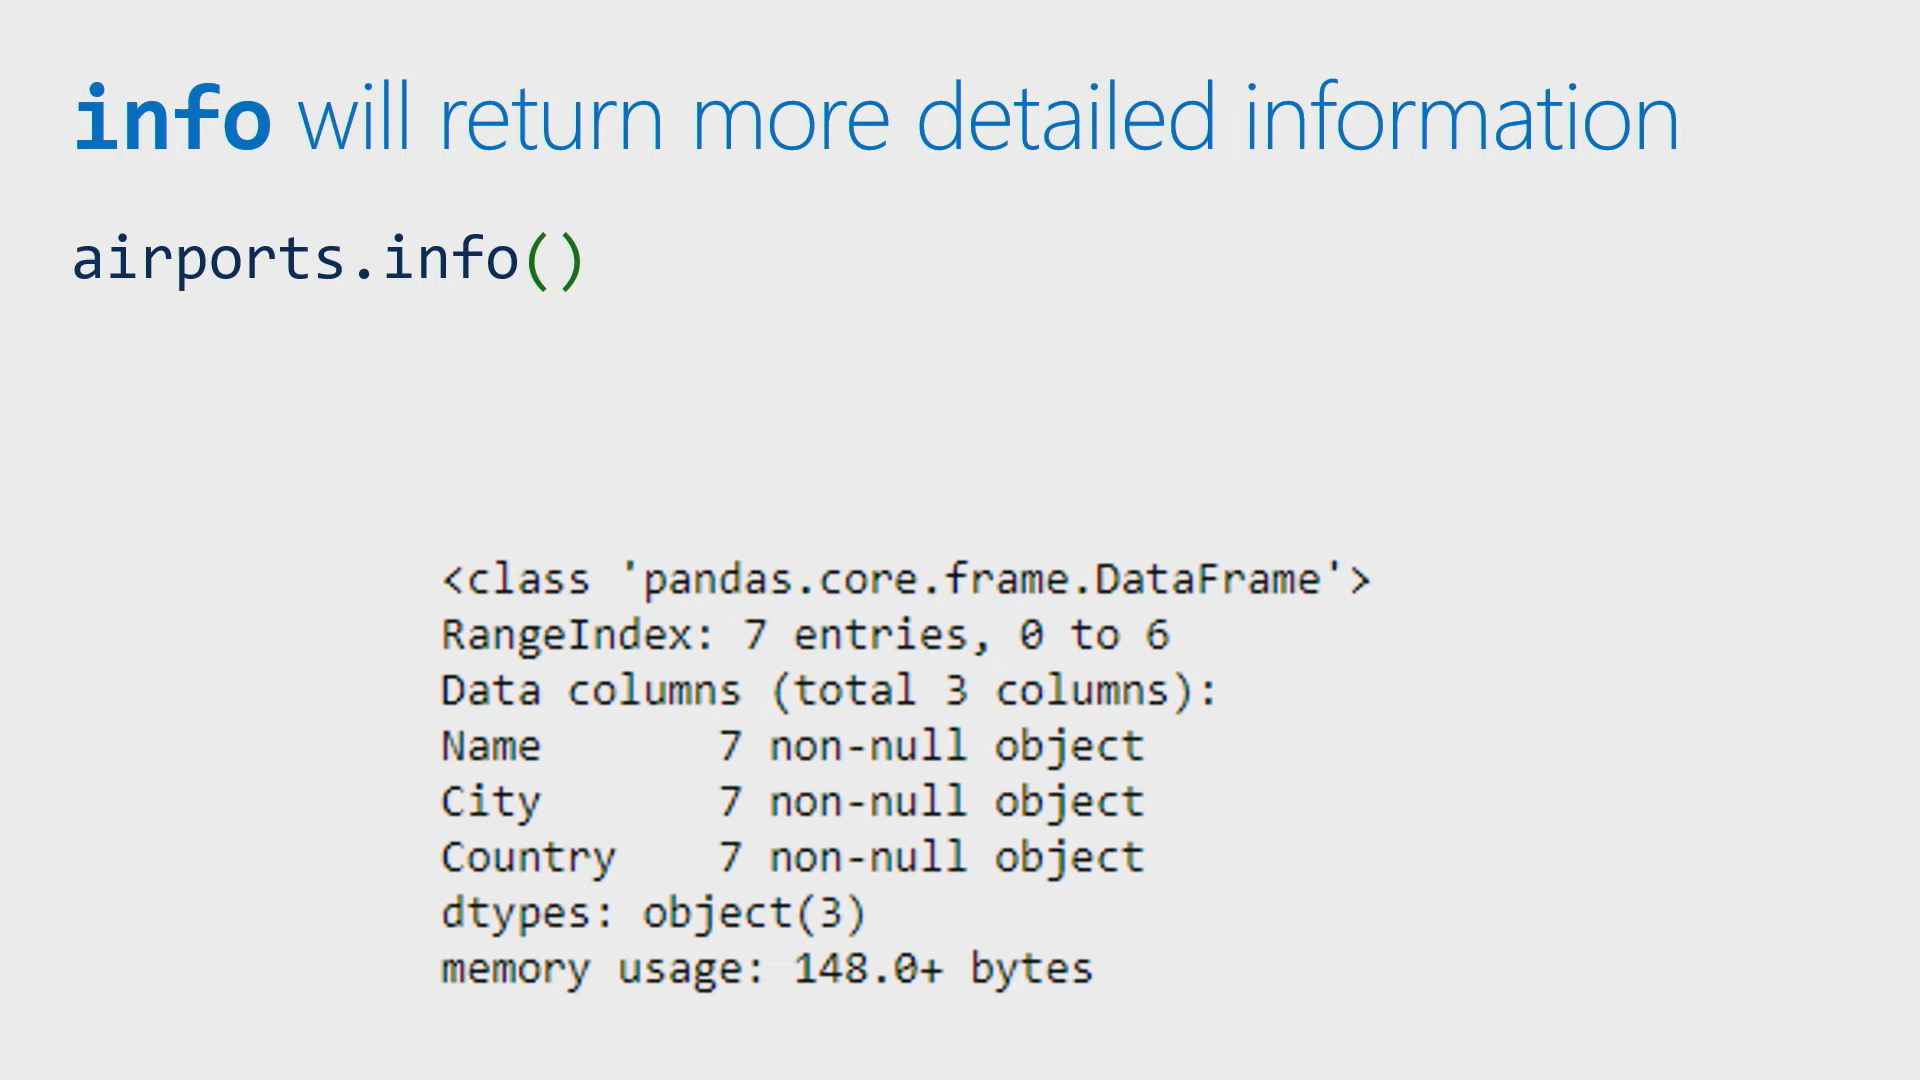 info will return more detailed information
airports.info()
<class 'pandas.core.frame.DataFrame'>
RangeIndex: 7 entries, 0 to 6
Data columns (total 3 columns):
Name       7 non-null object
City       7 non-null object
Country    7 non-null object
dtypes: object(3)
memory usage: 148.0+ bytes